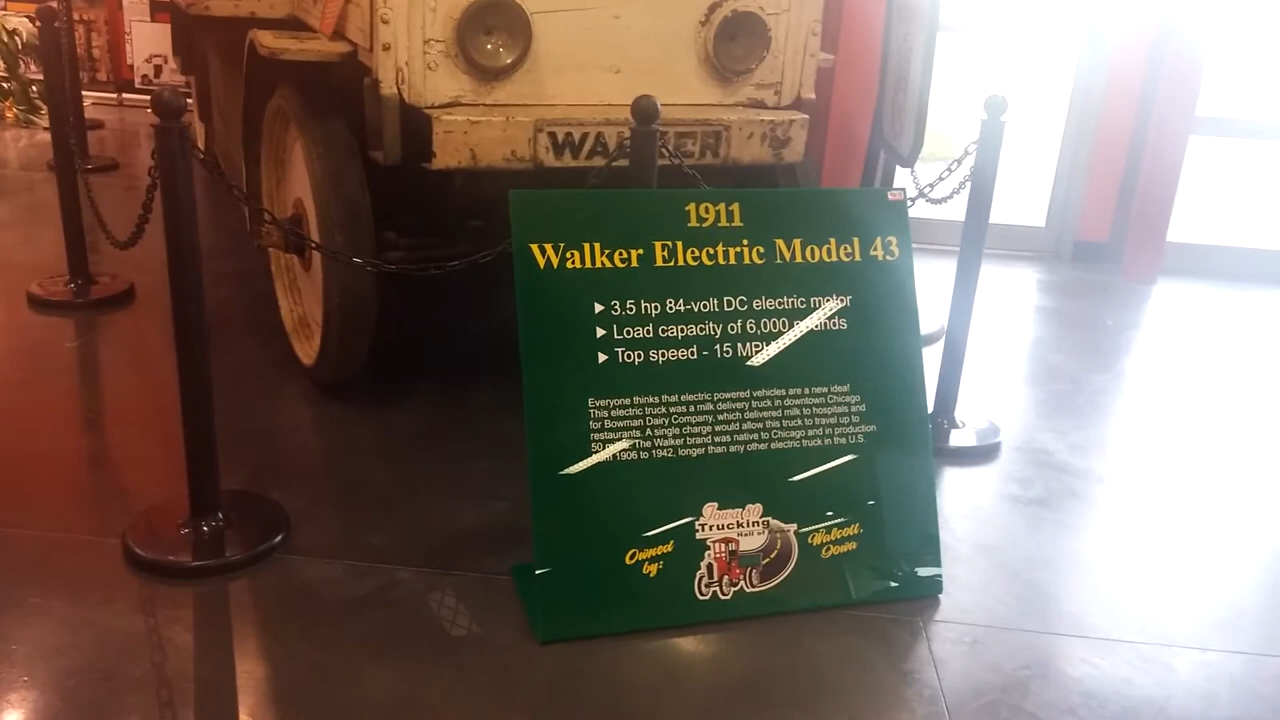 WALKER
1911
Walker Electric Model 43
▶ 3.5 hp 84-volt DC electric motor
▶ Load capacity of 6,000 pounds
▶ Top speed - 15 MPH
Everyone thinks that electric powered vehicles are a new idea!
This electric truck was a milk delivery truck in downtown Chicago
for Bowman Dairy Company, which delivered milk to hospitals and
restaurants. A single charge would allow this truck to travel up to
50 miles. The Walker brand was native to Chicago and in production
from 1906 to 1942, longer than any other electric truck in the U.S.
Owned
by:
Iowa 80
Trucking
Hall of Fame
Walcott,
Iowa